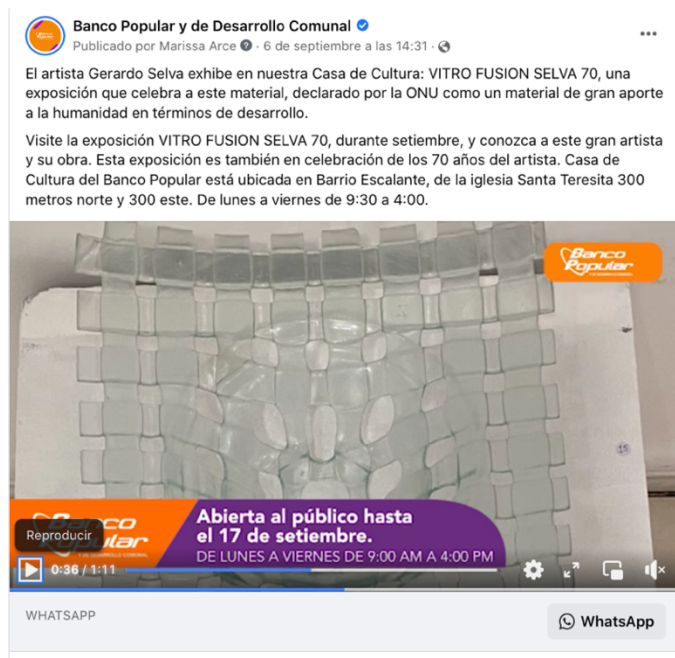 Banco Popular y de Desarrollo Comunal
Publicado por Marissa Arce · 6 de septiembre a las 14:31 ·
El artista Gerardo Selva exhibe en nuestra Casa de Cultura: VITRO FUSION SELVA 70, una
exposición que celebra a este material, declarado por la ONU como un material de gran aporte
a la humanidad en términos de desarrollo.
Visite la exposición VITRO FUSION SELVA 70, durante setiembre, y conozca a este gran artista
y su obra. Esta exposición es también en celebración de los 70 años del artista. Casa de
Cultura del Banco Popular está ubicada en Barrio Escalante, de la iglesia Santa Teresita 300
metros norte y 300 este. De lunes a viernes de 9:30 a 4:00.
Banco
Popular
Abierta al público hasta
el 17 de setiembre.
DE LUNES A VIERNES DE 9:00 AM A 4:00 PM
Reproducir
0:36 / 1:11
WHATSAPP
WhatsApp